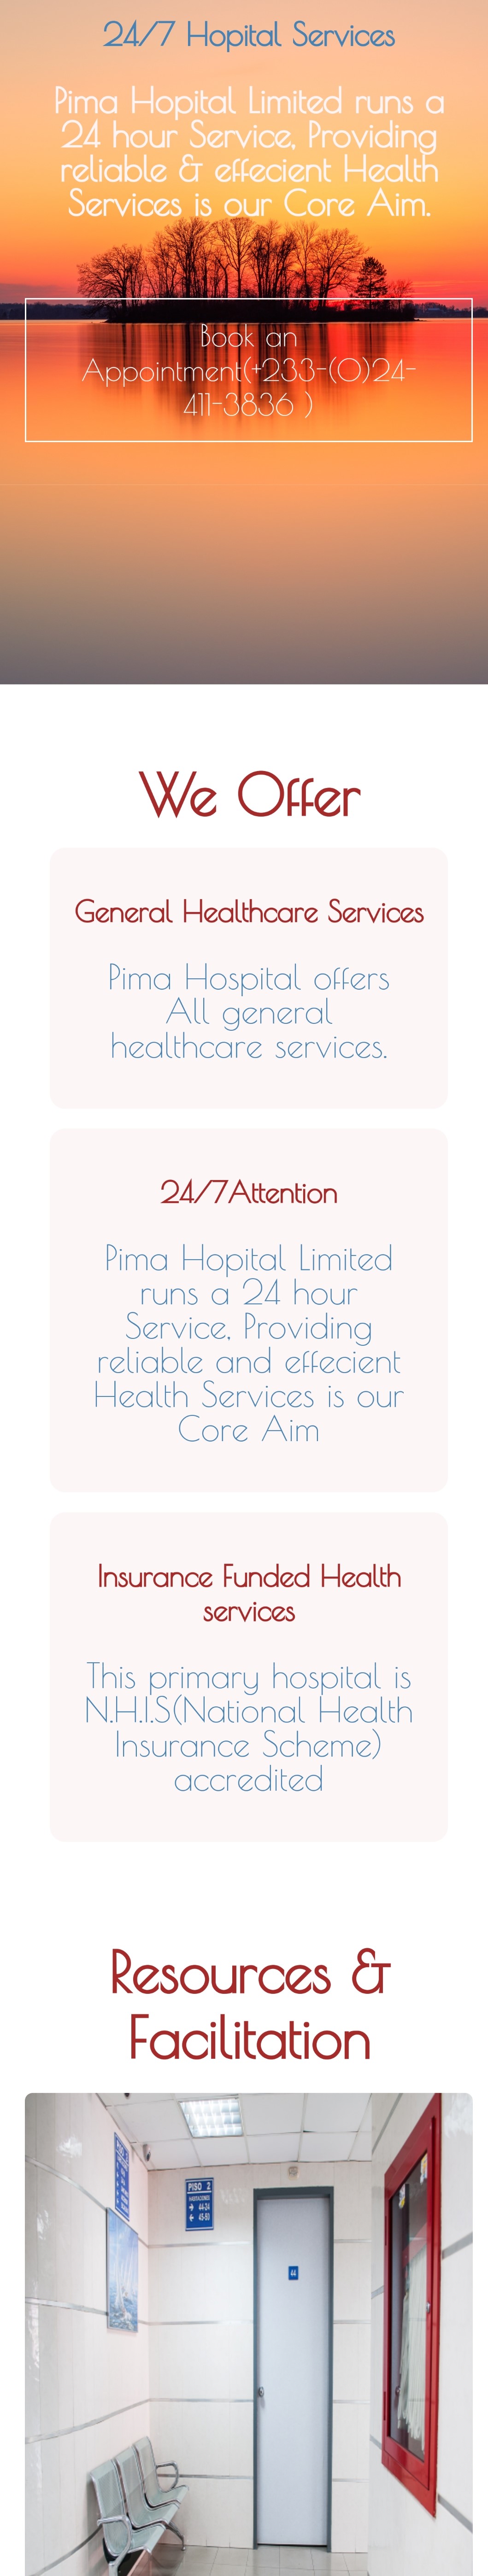 24/7 Hopital Services
Pima Hopital Limited runs a
24 hour Service, Providing
reliable & effecient Health
Services is our Core Aim.
Book an
Appointment(+233-(0)24-
411-3836 )
We Offer
General Healthcare Services
Pima Hospital offers
All general
healthcare services.
24/7Attention
Pima Hopital Limited
runs a 24 hour
Service, Providing
reliable and effecient
Health Services is our
Core Aim
Insurance Funded Health
services
This primary hospital is
N.H.I.S(National Health
Insurance Scheme)
accredited
Resources &
Facilitation
PISO 2
HABITACIONES
→ 44-24
→ 45-80
44